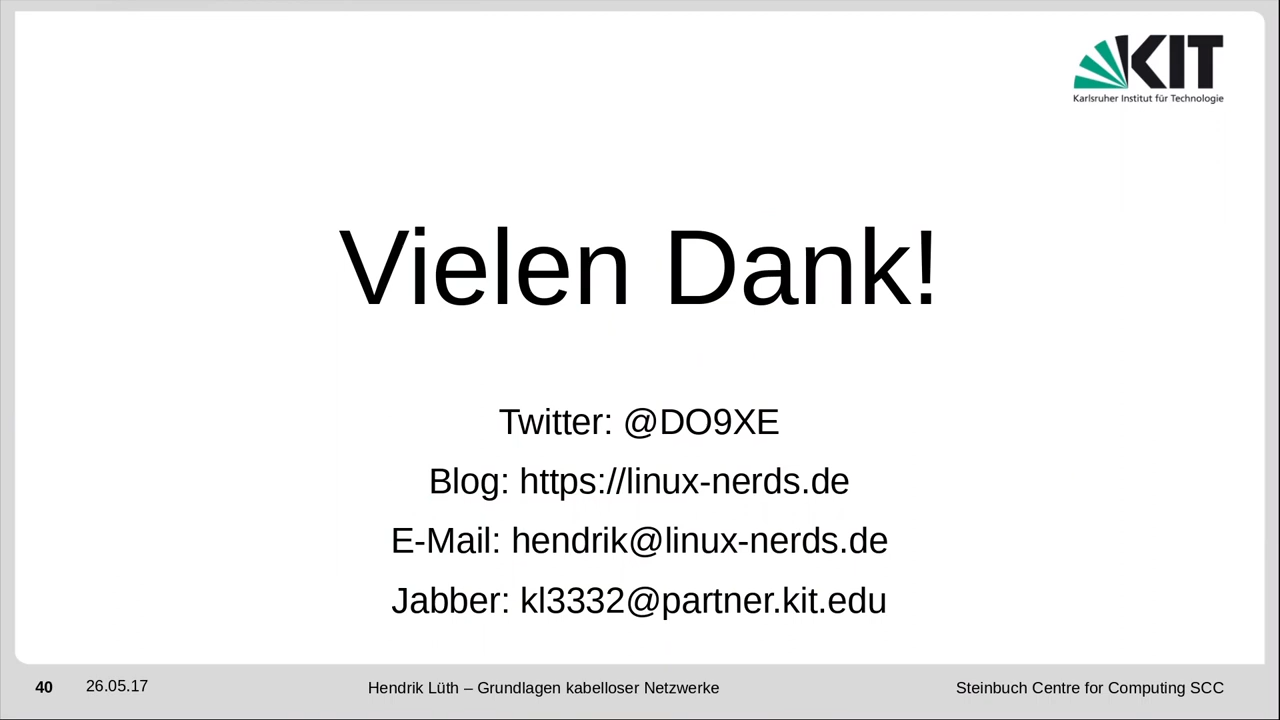 KIT
Karlsruher Institut für Technologie
Vielen Dank!
Twitter: @DO9XE
Blog: https://linux-nerds.de
E-Mail: hendrik@linux-nerds.de
Jabber: kl3332@partner.kit.edu
40 26.05.17 Hendrik Lüth – Grundlagen kabelloser Netzwerke Steinbuch Centre for Computing SCC